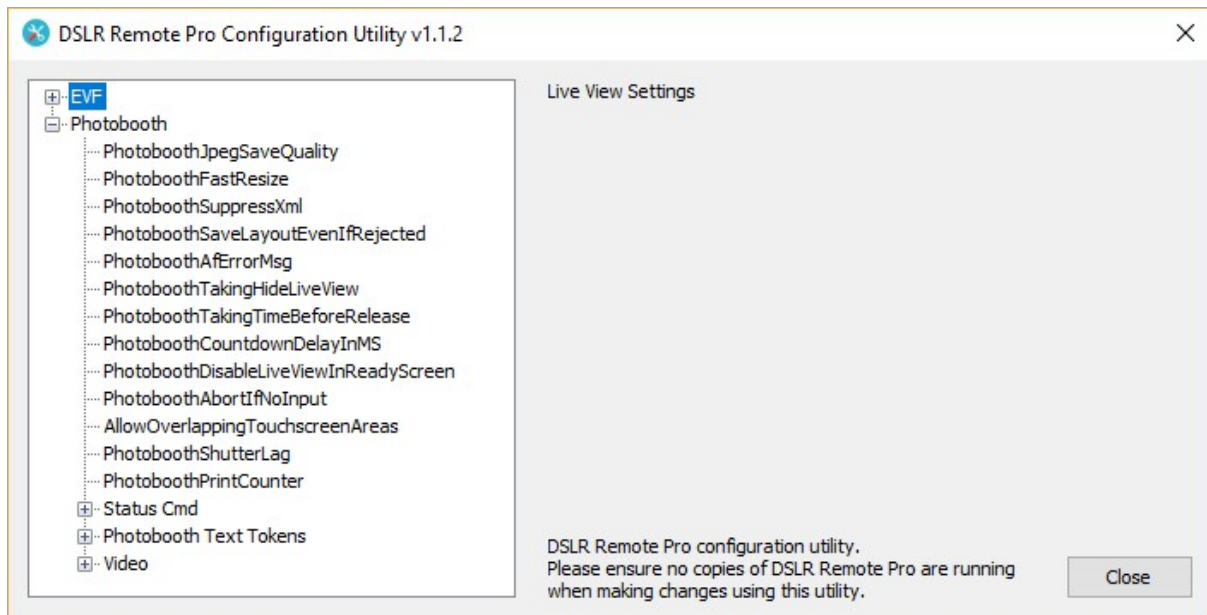 DSLR Remote Pro Configuration Utility v1.1.2
EVF
Photobooth
PhotoboothJpegSaveQuality
PhotoboothFastResize
PhotoboothSuppressXml
PhotoboothSaveLayoutEvenIfRejected
PhotoboothAfErrorMsg
PhotoboothTakingHideLiveView
PhotoboothTakingTimeBeforeRelease
PhotoboothCountdownDelayInMS
PhotoboothDisableLiveViewInReadyScreen
PhotoboothAbortIfNoInput
AllowOverlappingTouchscreenAreas
PhotoboothShutterLag
PhotoboothPrintCounter
Status Cmd
Photobooth Text Tokens
Video
Live View Settings
DSLR Remote Pro configuration utility.
Please ensure no copies of DSLR Remote Pro are running
when making changes using this utility.
Close